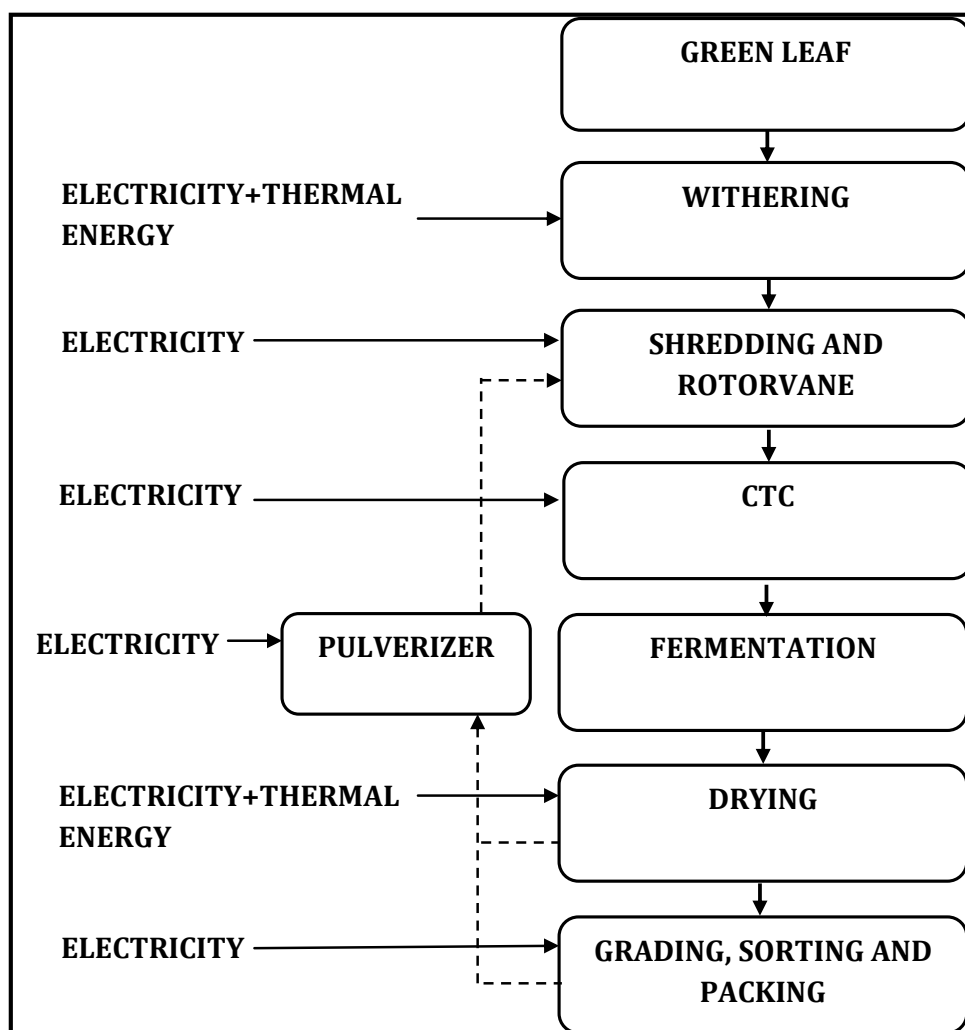 GREEN LEAF
ELECTRICITY+THERMAL
ENERGY
WITHERING
ELECTRICITY
SHREDDING AND
ROTORVANE
ELECTRICITY
CTC
ELECTRICITY
PULVERIZER
FERMENTATION
ELECTRICITY+THERMAL
ENERGY
DRYING
ELECTRICITY
GRADING, SORTING AND
PACKING